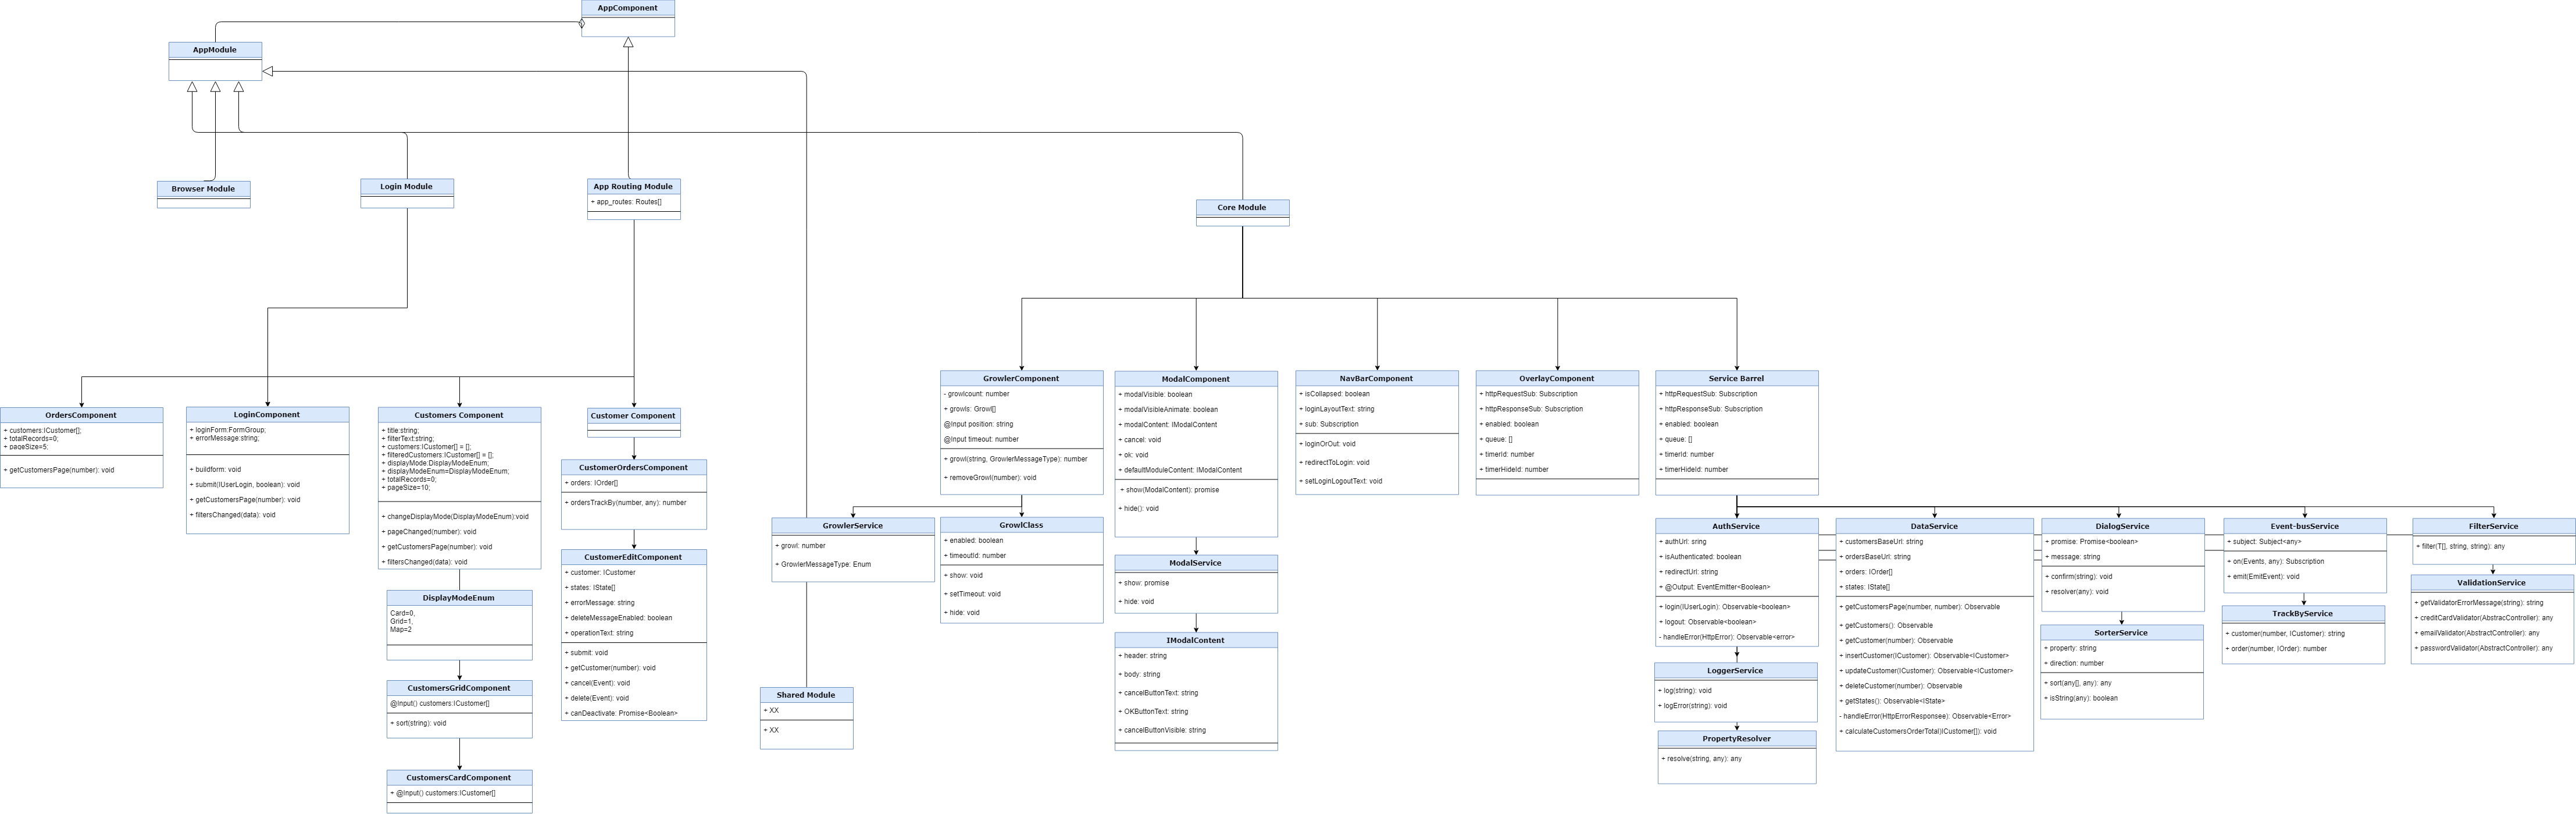 AppComponent
AppModule
Browser Module
Login Module
App Routing Module
+ app_routes: Routes[]
Core Module
OrdersComponent
+ customers:ICustomer[];
+ totalRecords=0;
+ pageSize=5;
+ getCustomersPage(number): void
LoginComponent
+ loginForm:FormGroup;
+ errorMessage:string;
+ buildform: void
+ submit(IUserLogin, boolean): void
+ getCustomersPage(number): void
+ filtersChanged(data): void
Customers Component
+ title:string;
+ filterText:string;
+ customers:ICustomer[] = [];
+ filteredCustomers:ICustomer[] = [];
+ displayMode:DisplayModeEnum;
+ displayModeEnum=DisplayModeEnum;
+ totalRecords=0;
+ pageSize=10;
+ changeDisplayMode(DisplayModeEnum):void
+ pageChanged(number): void
+ getCustomersPage(number): void
+ filtersChanged(data): void
DisplayModeEnum
Card=0,
Grid=1,
Map=2
CustomersGridComponent
@Input() customers:ICustomer[]
+ sort(string): void
CustomersCardComponent
+ @Input() customers:ICustomer[]
Customer Component
CustomerOrdersComponent
+ orders: IOrder[]
+ ordersTrackBy(number, any): number
CustomerEditComponent
+ customer: ICustomer
+ states: IState[]
+ errorMessage: string
+ deleteMessageEnabled: boolean
+ operationText: string
+ submit: void
+ getCustomer(number): void
+ cancel(Event): void
+ delete(Event): void
+ canDeactivate: Promise<Boolean>
Shared Module
+ XX
+ XX
GrowlerComponent
- growlcount: number
+ growls: Growl[]
@Input position: string
@Input timeout: number
+ growl(string, GrowlerMessageType): number
+ removeGrowl(number): void
GrowlerService
+ growl: number
+ GrowlerMessageType: Enum
GrowlClass
+ enabled: boolean
+ timeoutId: number
+ show: void
+ setTimeout: void
+ hide: void
ModalComponent
+ modalVisible: boolean
+ modalVisibleAnimate: boolean
+ modalContent: IModalContent
+ cancel: void
+ ok: void
+ defaultModuleContent: IModalContent
+ show(ModalContent): promise
+ hide(): void
ModalService
+ show: promise
+ hide: void
IModalContent
+ header: string
+ body: string
+ cancelButtonText: string
+ OKButtonText: string
+ cancelButtonVisible: string
NavBarComponent
+ isCollapsed: boolean
+ loginLayoutText: string
+ sub: Subscription
+ loginOrOut: void
+ redirectToLogin: void
+ setLoginLogoutText: void
OverlayComponent
+ httpRequestSub: Subscription
+ httpResponseSub: Subscription
+ enabled: boolean
+ queue: []
+ timerId: number
+ timerHideId: number
Service Barrel
+ httpRequestSub: Subscription
+ httpResponseSub: Subscription
+ enabled: boolean
+ queue: []
+ timerId: number
+ timerHideId: number
AuthService
+ authUrl: sring
+ isAuthenticated: boolean
+ redirectUrl: string
+ @Output: EventEmitter<Boolean>
+ login(IUserLogin): Observable<boolean>
+ logout: Observable<boolean>
- handleError(HttpError): Observable<error>
LoggerService
+ log(string): void
+ logError(string): void
PropertyResolver
+ resolve(string, any): any
DataService
+ customersBaseUrl: string
+ ordersBaseUrl: string
+ orders: IOrder[]
+ states: IState[]
+ getCustomersPage(number, number): Observable
+ getCustomers(): Observable
+ getCustomer(number): Observable
+ insertCustomer(ICustomer): Observable<ICustomer>
+ updateCustomer(ICustomer): Observable<ICustomer>
+ deleteCustomer(number): Observable
+ getStates(): Observable<IState>
- handleError(HttpErrorResponsee): Observable<Error>
+ calculateCustomersOrderTotal)ICustomer[]): void
DialogService
+ promise: Promise<boolean>
+ message: string
+ confirm(string): void
+ resolver(any): void
SorterService
+ property: string
+ direction: number
+ sort(any[], any): any
+ isString(any): boolean
Event-busService
+ subject: Subject<any>
+ on(Events, any): Subscription
+ emit(EmitEvent): void
TrackByService
+ customer(number, ICustomer): string
+ order(number, IOrder): number
FilterService
+ filter(T[], string, string): any
ValidationService
+ getValidatorErrorMessage(string): string
+ creditCardValidator(AbstracController): any
+ emailValidator(AbstractController): any
+ passwordValidator(AbstractController): any